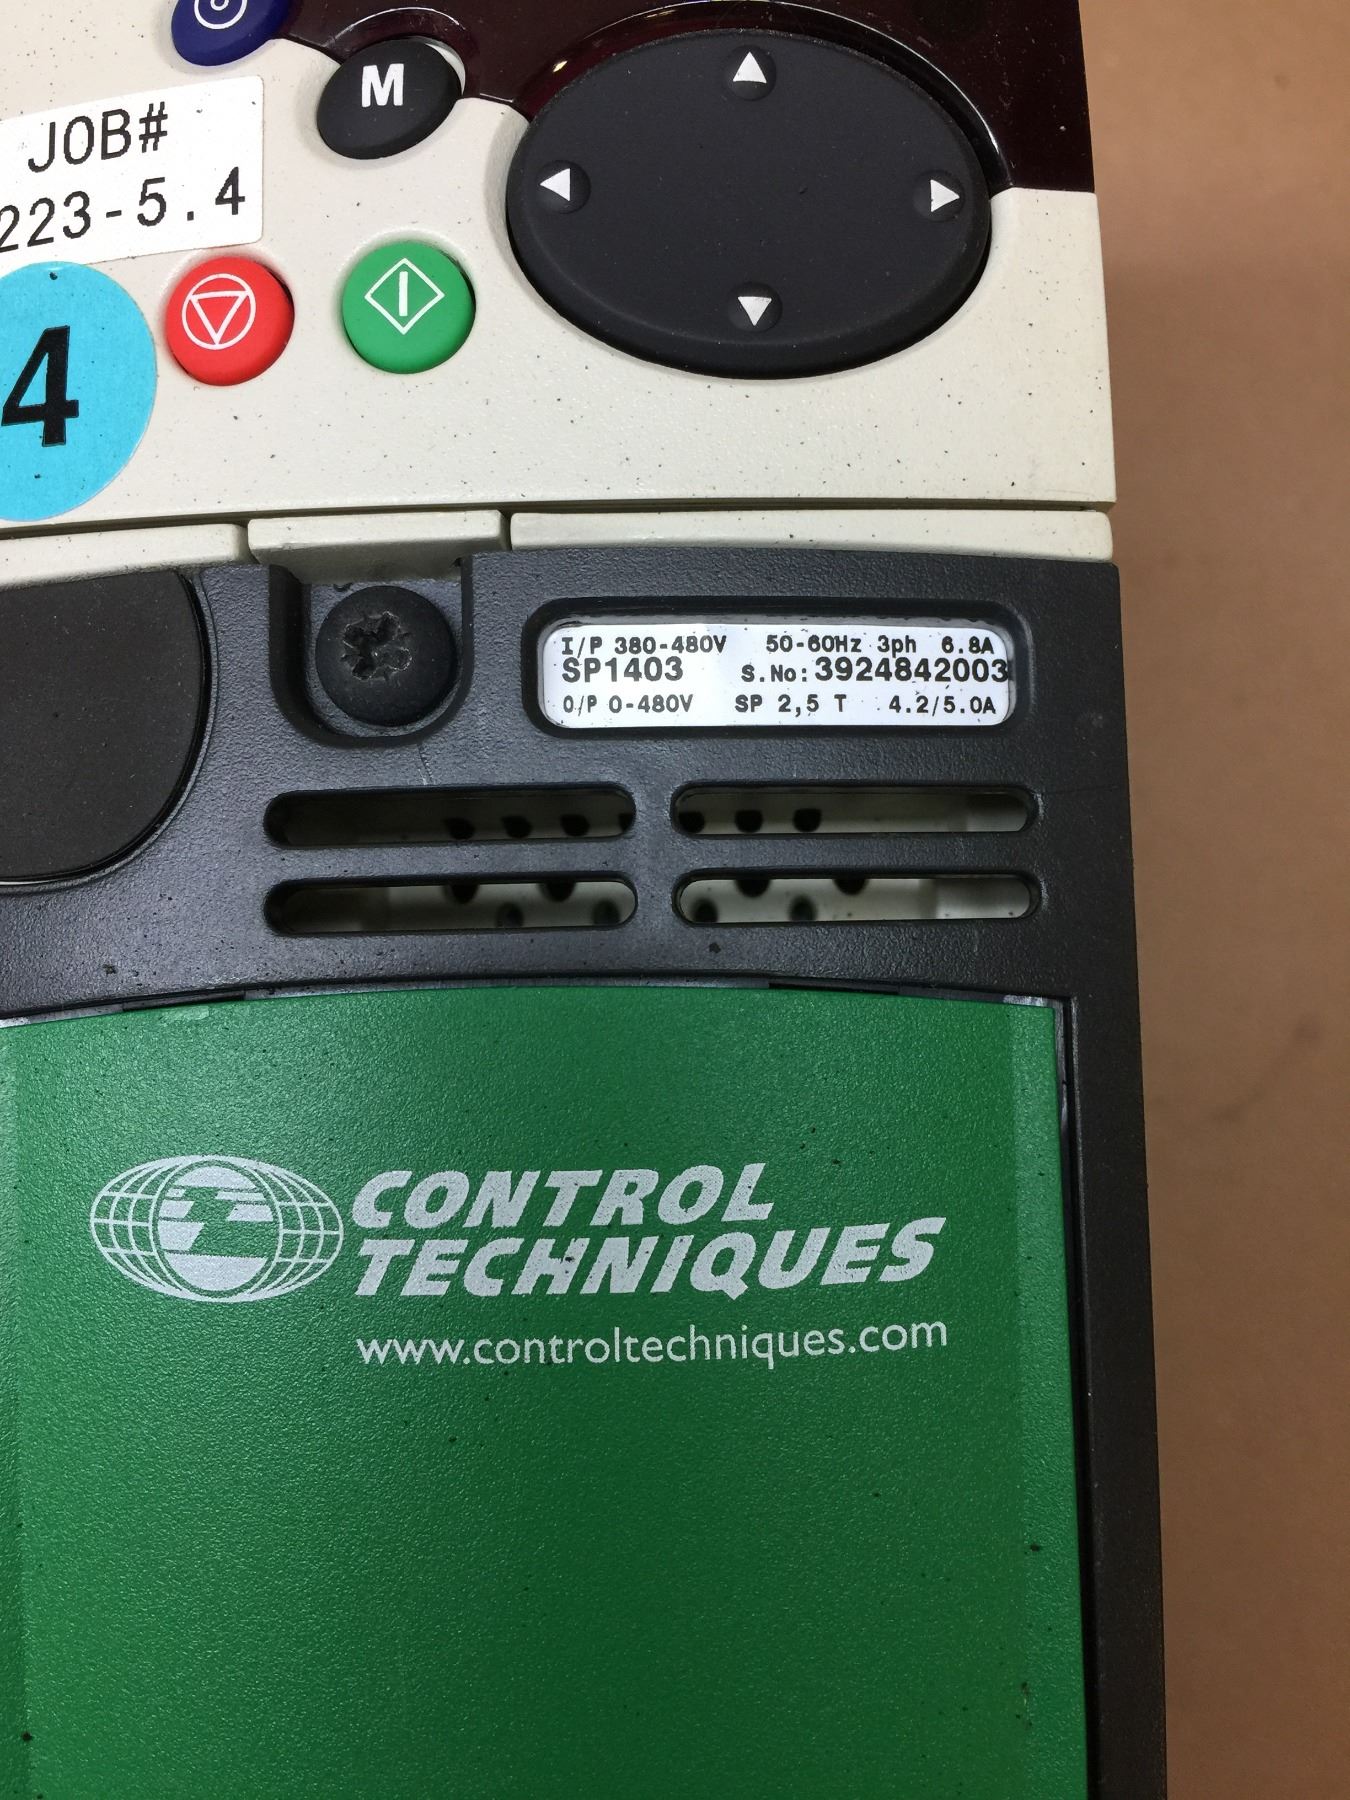 M
JOB#
223-5.4
4
I/P 380-480V 50-60Hz 3ph 6.8A
SP1403 S.No: 3924842003
O/P 0-480V SP 2,5 T 4.2/5.0A
CONTROL
TECHNIQUES
www.controltechniques.com